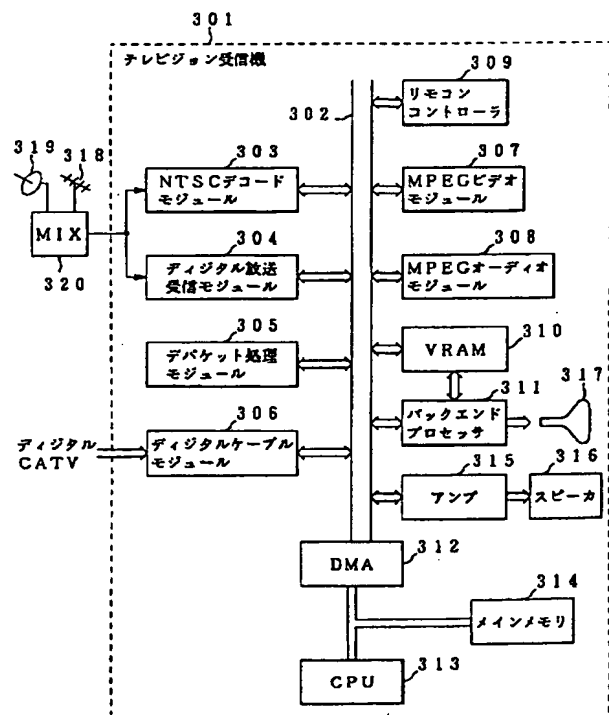 301
テレビジョン受信機
302
309
リモコン
コントローラ
319
318
303
NTSCデコード
モジュール
307
MPEGビデオ
モジュール
MIX
320
304
ディジタル放送
受信モジュール
308
MPEGオーディオ
モジュール
305
デパケット処理
モジュール
310
VRAM
311
バックエンド
プロセッサ
317
306
ディジタルケーブル
モジュール
ディジタル
CATV
315
アンプ
316
スピーカ
312
DMA
314
メインメモリ
CPU
313